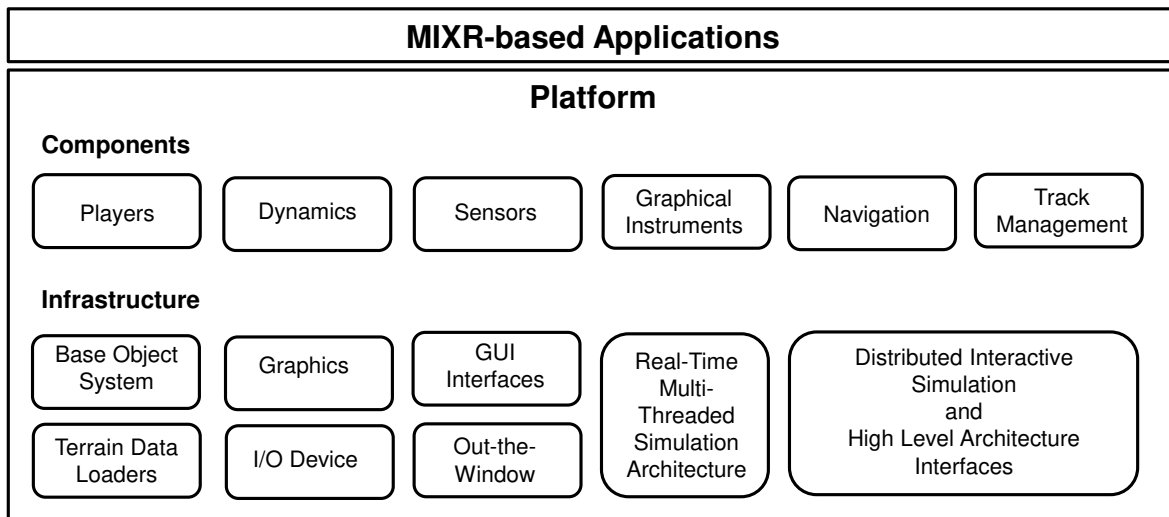 MIXR-based Applications
Platform
Components
Players
Dynamics
Sensors
Graphical
Instruments
Navigation
Track
Management
Infrastructure
Base Object
System
Graphics
GUI
Interfaces
Real-Time
Multi-
Threaded
Simulation
Architecture
Distributed Interactive
Simulation
and
High Level Architecture
Interfaces
Terrain Data
Loaders
I/O Device
Out-the-
Window